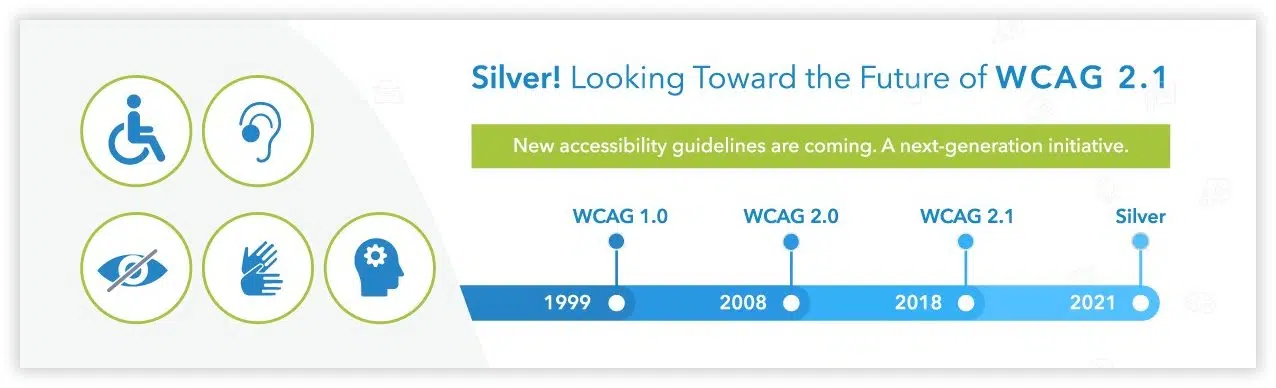 Silver! Looking Toward the Future of WCAG 2.1
New accessibility guidelines are coming. A next-generation initiative.
WCAG 1.0 WCAG 2.0 WCAG 2.1 Silver
1999 2008 2018 2021